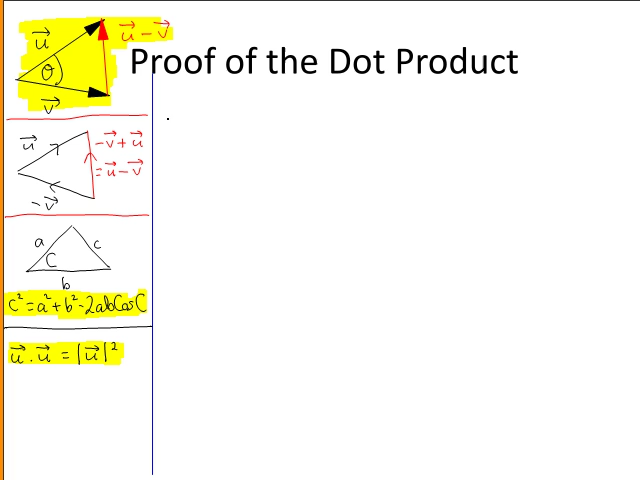 u⃗
u⃗ - v⃗
θ
v⃗
Proof of the Dot Product
u⃗
-v⃗ + u⃗
= u⃗ - v⃗
-v⃗
a
c
C
b
c² = a² + b² - 2abCosC
u⃗ . u⃗ = |u⃗|²